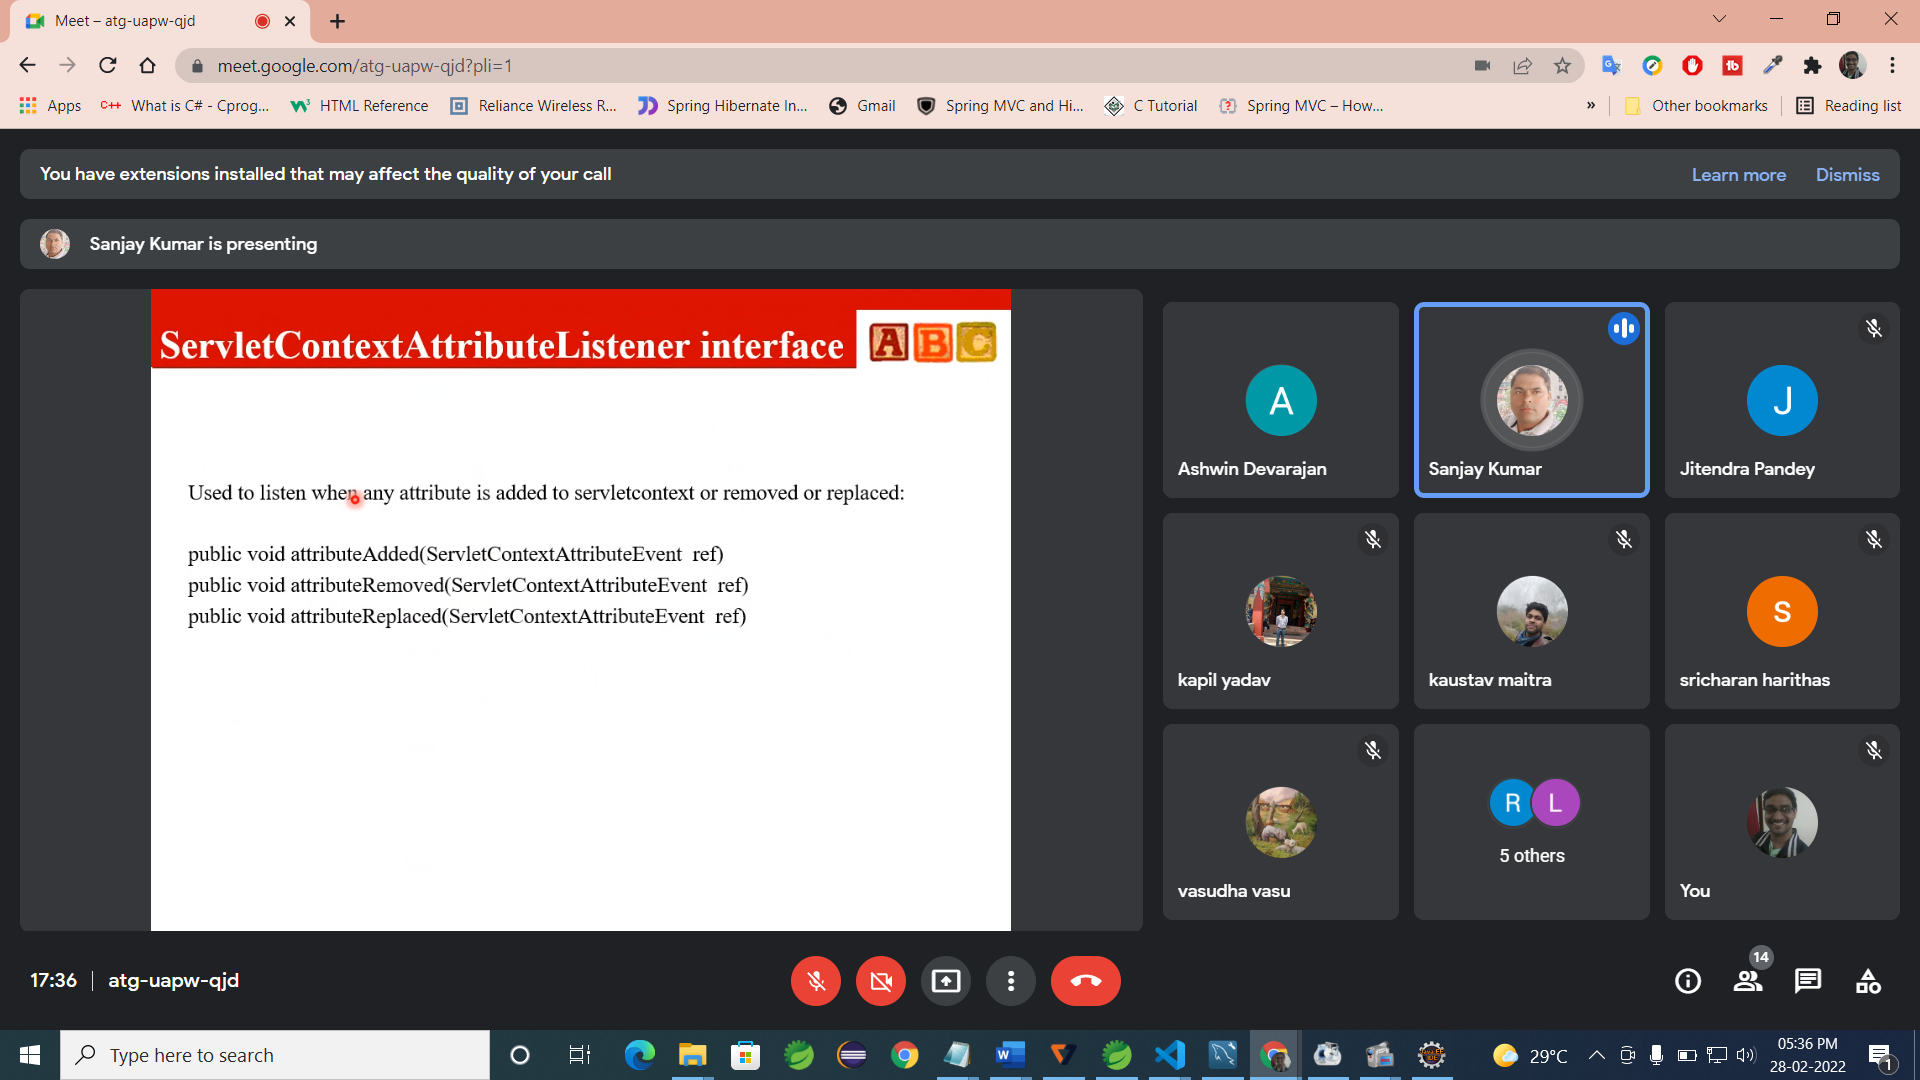 Meet – atg-uapw-qjd
meet.google.com/atg-uapw-qjd?pli=1
Apps
C++ What is C# - Cprog...
HTML Reference
Reliance Wireless R...
Spring Hibernate In...
Gmail
Spring MVC and Hi...
C Tutorial
Spring MVC – How...
»
Other bookmarks
Reading list
You have extensions installed that may affect the quality of your call
Learn more
Dismiss
Sanjay Kumar is presenting
ServletContextAttributeListener interface
A B C
Used to listen when any attribute is added to servletcontext or removed or replaced:
public void attributeAdded(ServletContextAttributeEvent ref)
public void attributeRemoved(ServletContextAttributeEvent ref)
public void attributeReplaced(ServletContextAttributeEvent ref)
A
Ashwin Devarajan
Sanjay Kumar
J
Jitendra Pandey
kapil yadav
kaustav maitra
S
sricharan harithas
vasudha vasu
R L
5 others
You
17:36 | atg-uapw-qjd
14
Type here to search
29°C
05:36 PM
28-02-2022
1